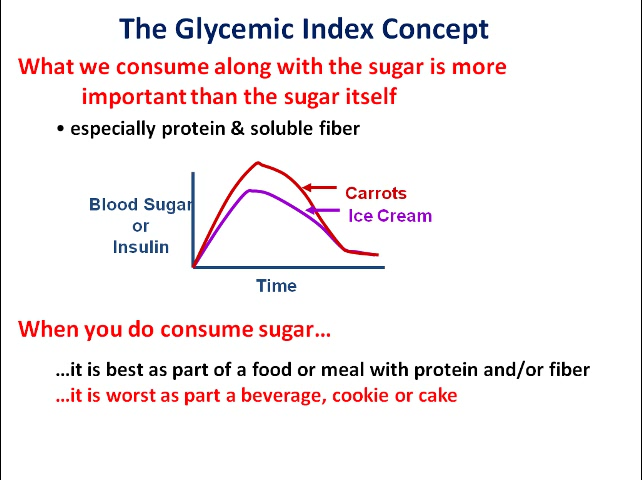 The Glycemic Index Concept
What we consume along with the sugar is more
important than the sugar itself
• especially protein & soluble fiber
Blood Sugar
or
Insulin
Carrots
Ice Cream
Time
When you do consume sugar...
...it is best as part of a food or meal with protein and/or fiber
...it is worst as part a beverage, cookie or cake